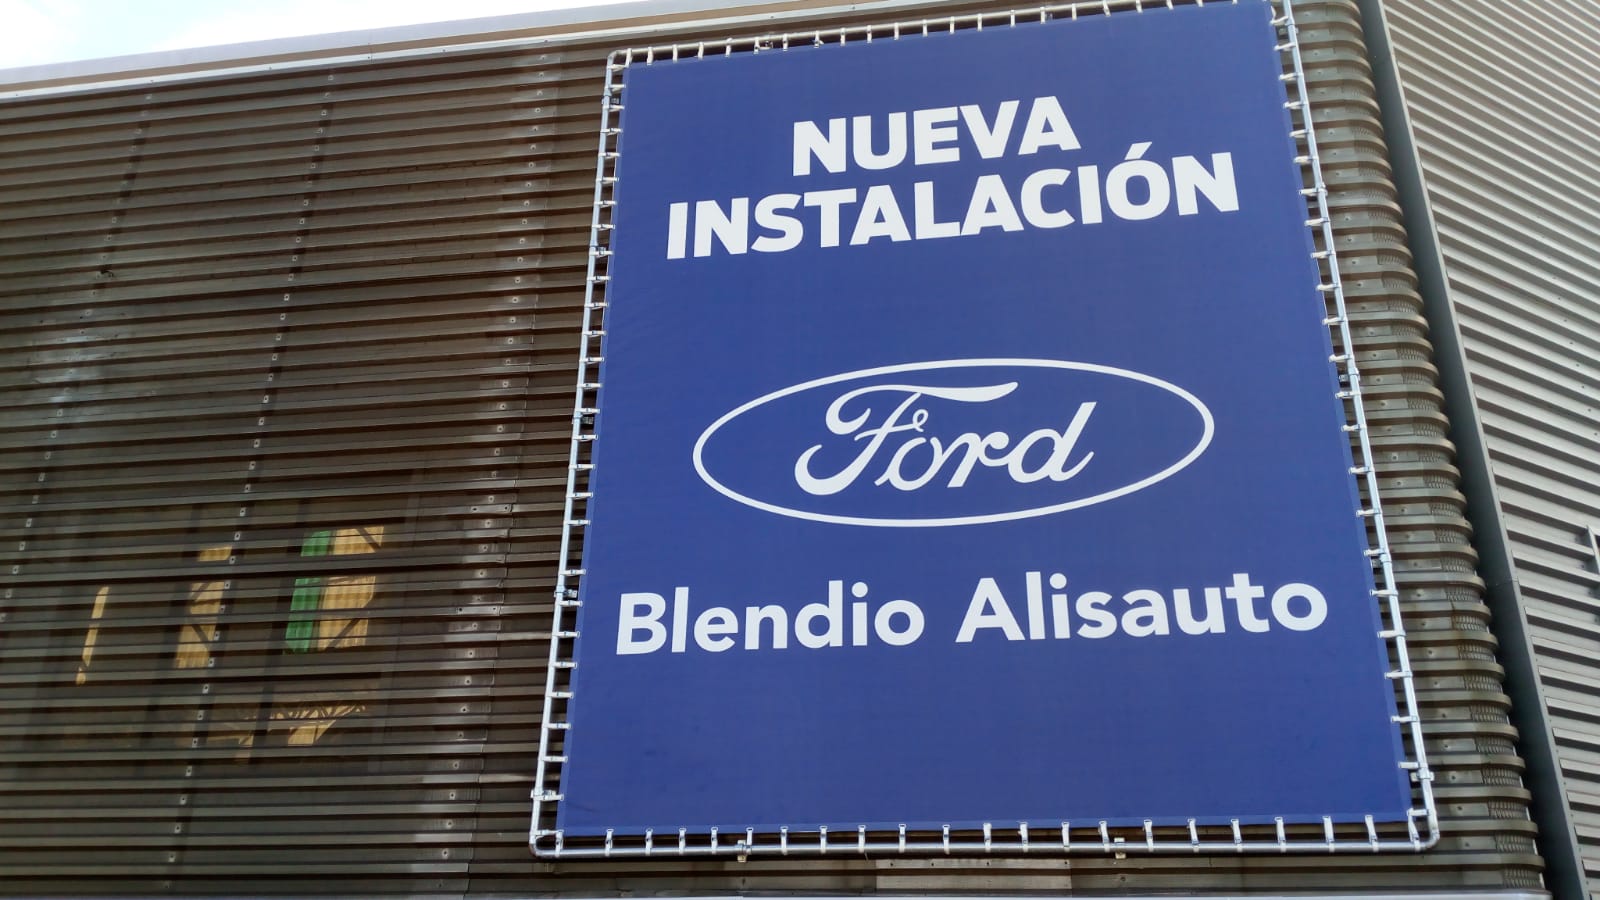 NUEVA
INSTALACIÓN
Ford
Blendio Alisauto